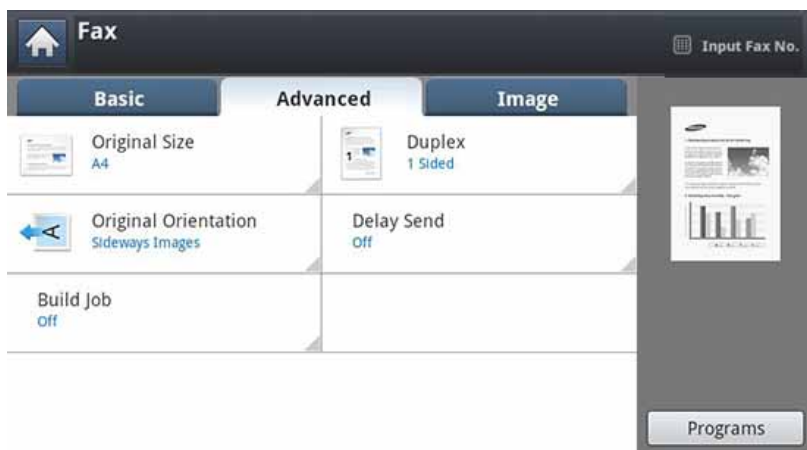 Fax
Input Fax No.
Basic
Advanced
Image
Original Size
A4
Duplex
1 Sided
Original Orientation
Sideways Images
Delay Send
Off
Build Job
Off
Programs